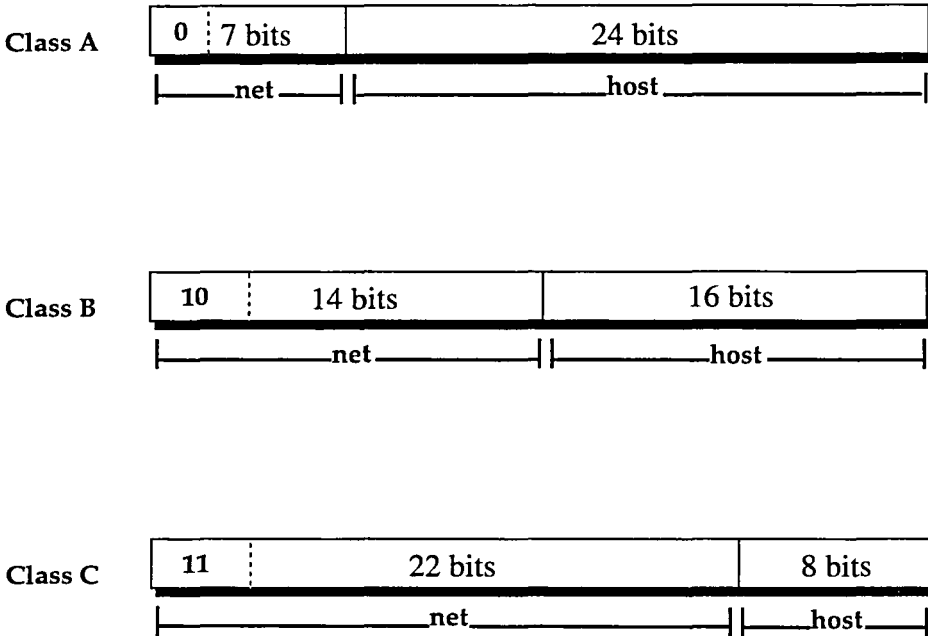 Class A 0 7 bits 24 bits
net host
Class B 10 14 bits 16 bits
net host
Class C 11 22 bits 8 bits
net host